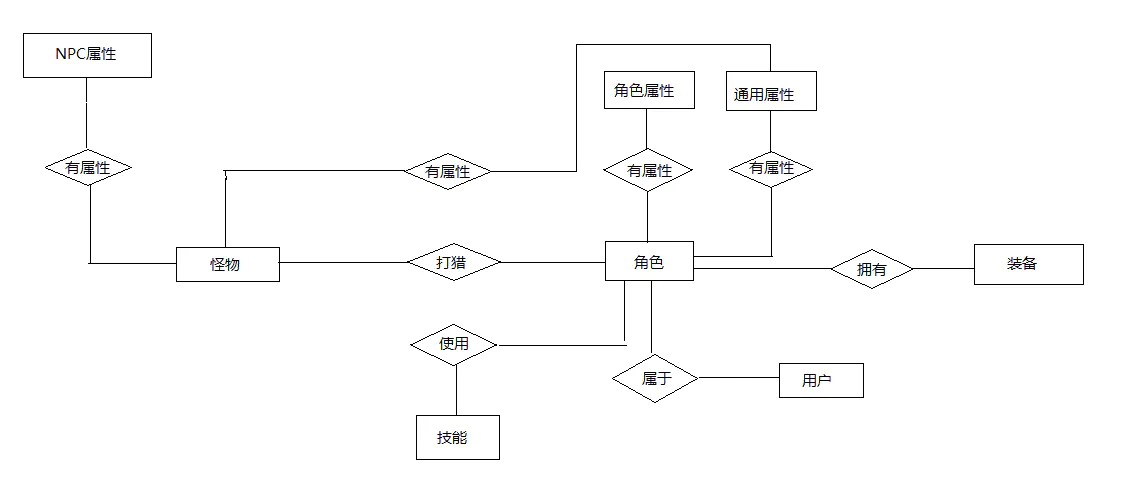 NPC属性
角色属性
通用属性
有属性
有属性
有属性
有属性
怪物
打猎
角色
拥有
装备
使用
属于
用户
技能